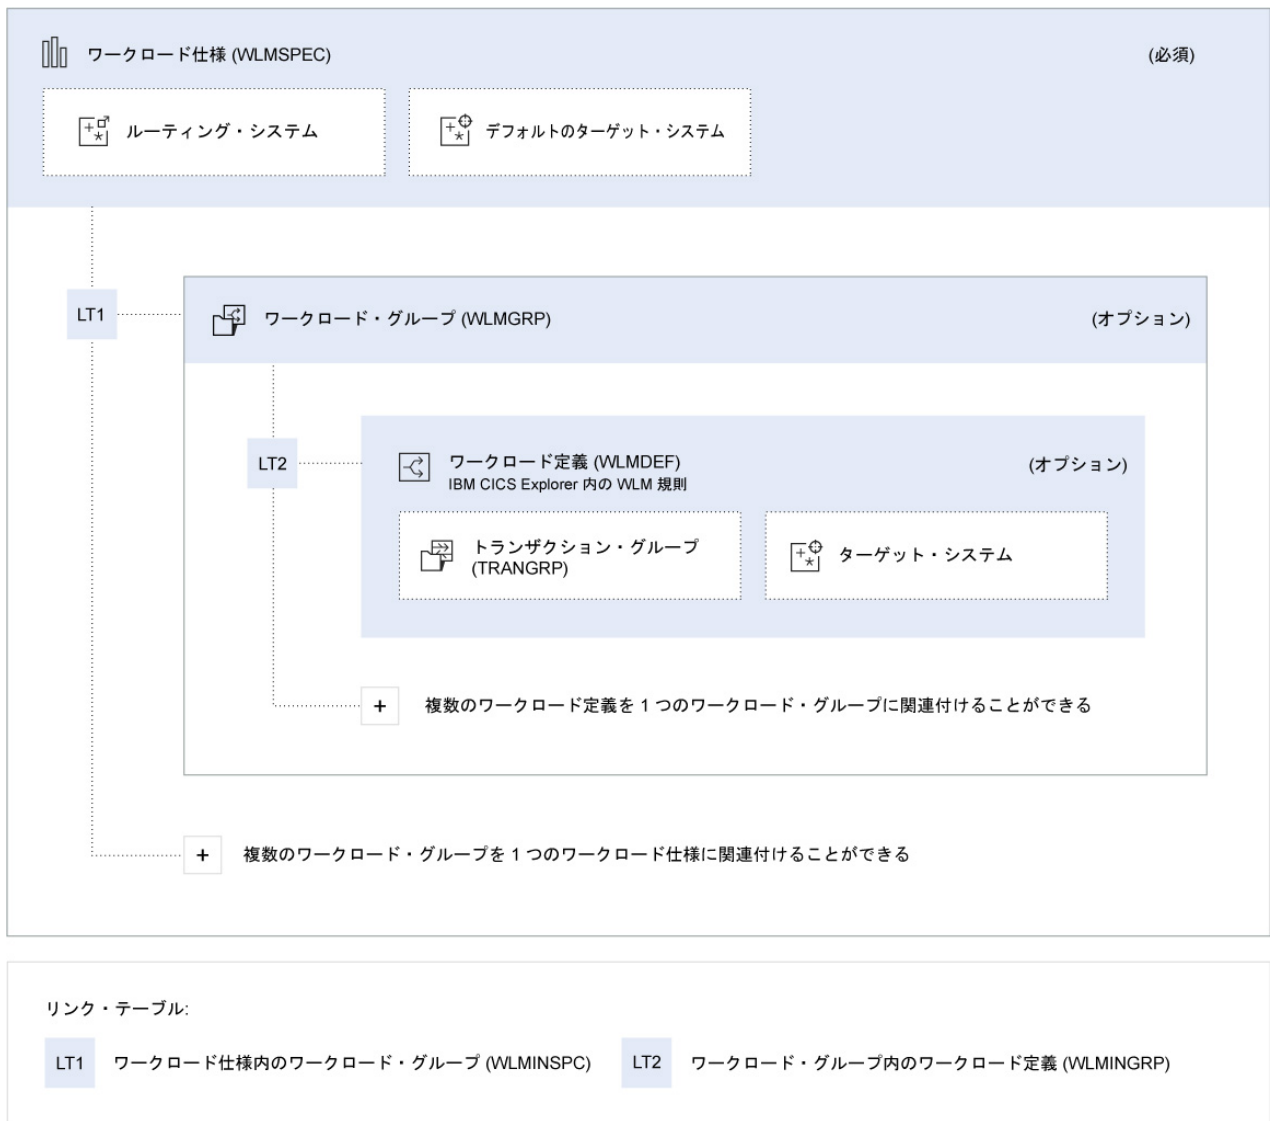 ワークロード仕様 (WLMSPEC)
(必須)
ルーティング・システム
デフォルトのターゲット・システム
LT1
ワークロード・グループ (WLMGRP)
(オプション)
LT2
ワークロード定義 (WLMDEF)
(オプション)
IBM CICS Explorer 内の WLM 規則
トランザクション・グループ
(TRANGRP)
ターゲット・システム
+ 複数のワークロード定義を 1 つのワークロード・グループに関連付けることができる
+ 複数のワークロード・グループを 1 つのワークロード仕様に関連付けることができる
リンク・テーブル:
LT1 ワークロード仕様内のワークロード・グループ (WLMINSPC)
LT2 ワークロード・グループ内のワークロード定義 (WLMINGRP)